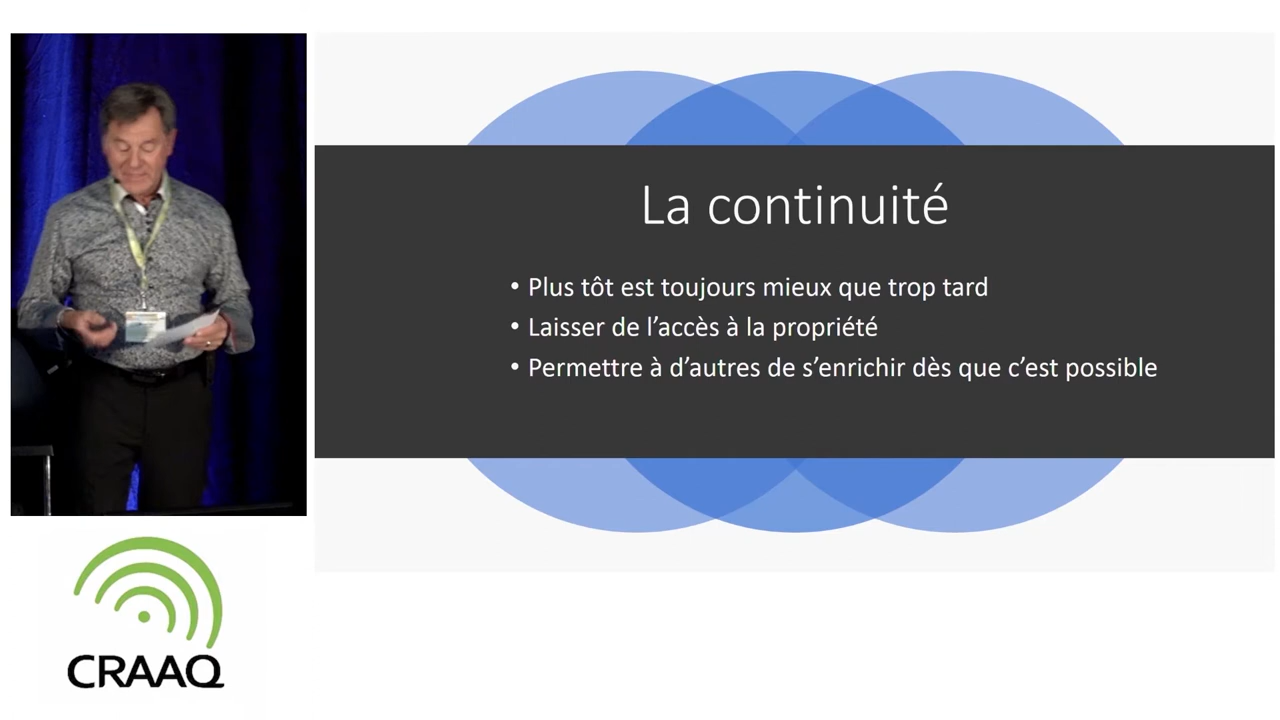 La continuité
• Plus tôt est toujours mieux que trop tard
• Laisser de l’accès à la propriété
• Permettre à d’autres de s’enrichir dès que c’est possible
CRAAQ